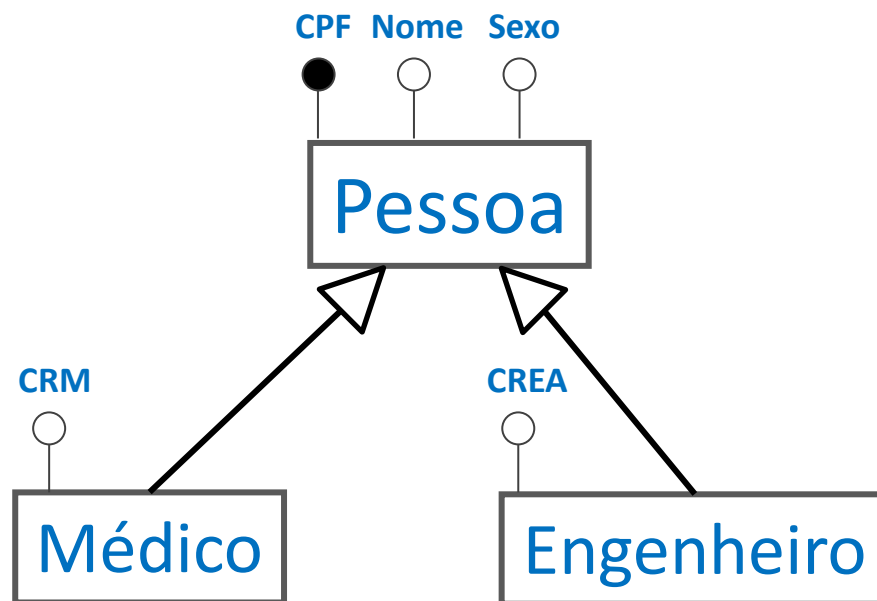 CPF Nome Sexo
Pessoa
CRM
CREA
Médico
Engenheiro